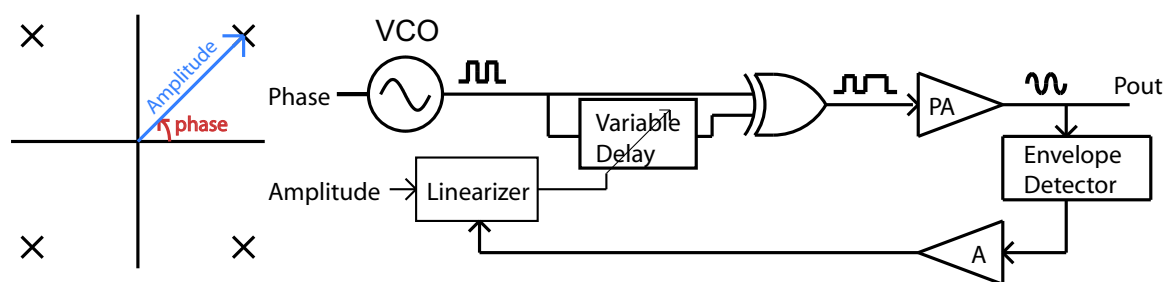 Amplitude
phase
VCO
Phase
Variable
Delay
PA
Pout
Amplitude
Linearizer
Envelope
Detector
A